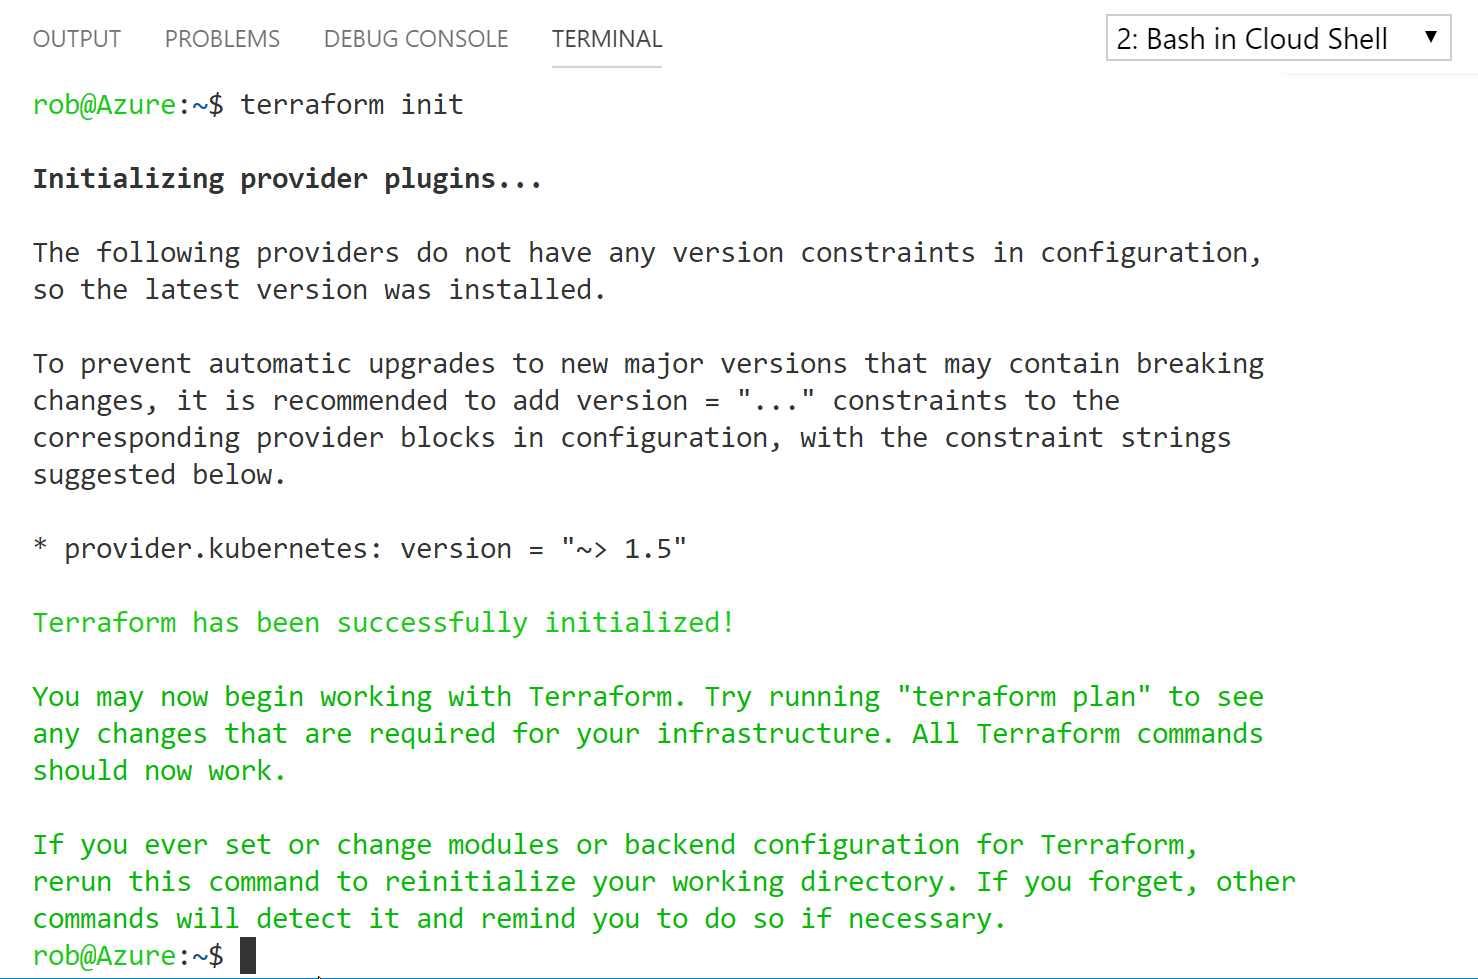 OUTPUT PROBLEMS DEBUG CONSOLE TERMINAL 2: Bash in Cloud Shell
rob@Azure:~$ terraform init
Initializing provider plugins...
The following providers do not have any version constraints in configuration,
so the latest version was installed.
To prevent automatic upgrades to new major versions that may contain breaking
changes, it is recommended to add version = "..." constraints to the
corresponding provider blocks in configuration, with the constraint strings
suggested below.
* provider.kubernetes: version = "~> 1.5"
Terraform has been successfully initialized!
You may now begin working with Terraform. Try running "terraform plan" to see
any changes that are required for your infrastructure. All Terraform commands
should now work.
If you ever set or change modules or backend configuration for Terraform,
rerun this command to reinitialize your working directory. If you forget, other
commands will detect it and remind you to do so if necessary.
rob@Azure:~$